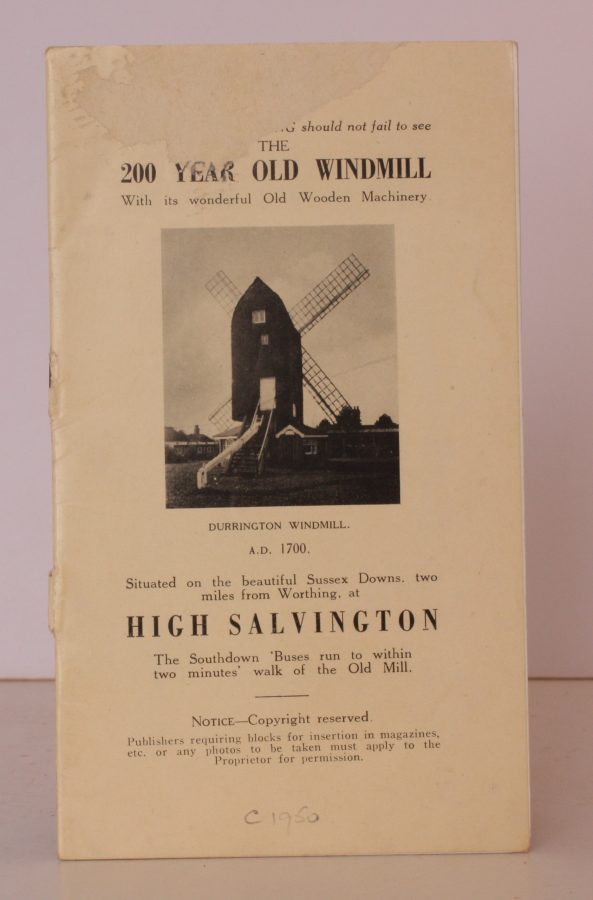 should not fail to see
THE
200 YEAR OLD WINDMILL
With its wonderful Old Wooden Machinery.
DURRINGTON WINDMILL.
A.D. 1700.
Situated on the beautiful Sussex Downs, two
miles from Worthing, at
HIGH SALVINGTON
The Southdown 'Buses run to within
two minutes' walk of the Old Mill.
NOTICE—Copyright reserved.
Publishers requiring blocks for insertion in magazines,
etc. or any photos to be taken must apply to the
Proprietor for permission.
C 1950